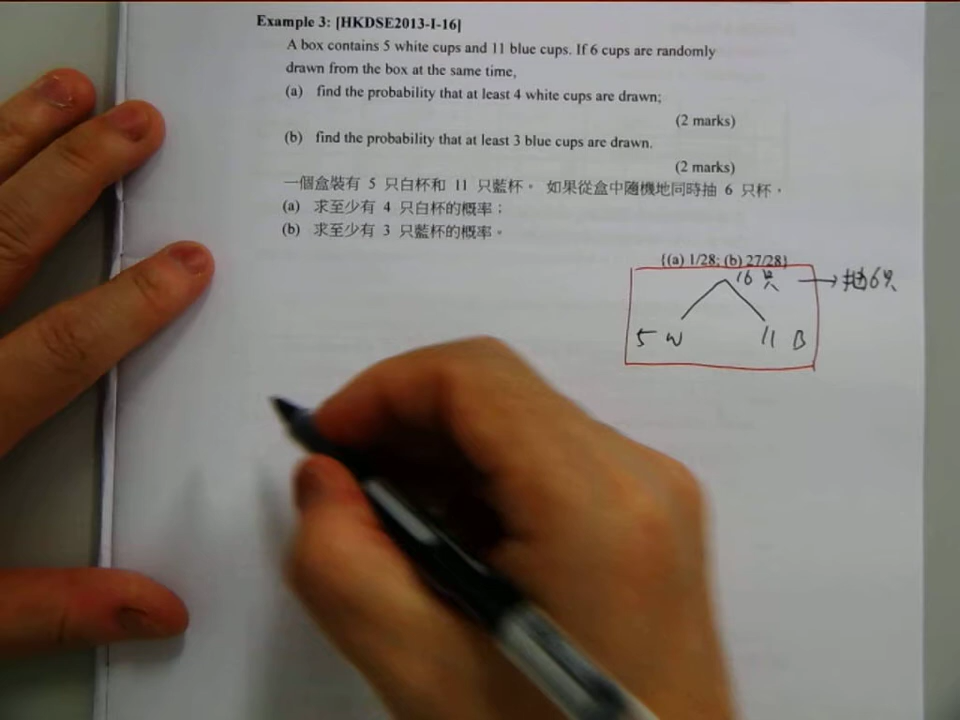 Example 3: [HKDSE2013-I-16]
A box contains 5 white cups and 11 blue cups. If 6 cups are randomly
drawn from the box at the same time,
(a) find the probability that at least 4 white cups are drawn;
(2 marks)
(b) find the probability that at least 3 blue cups are drawn.
(2 marks)
一個盒裝有 5 只白杯和 11 只藍杯。 如果從盒中隨機地同時抽 6 只杯，
(a) 求至少有 4 只白杯的概率；
(b) 求至少有 3 只藍杯的概率。
{(a) 1/28; (b) 27/28}
16 只 → 抽6只
5 W 11 B